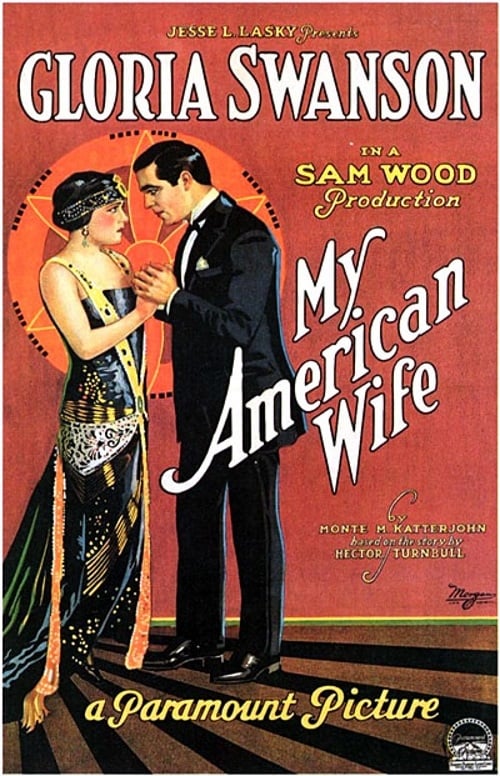 JESSE L. LASKY Presents
GLORIA SWANSON
IN A
SAM WOOD
Production
My
American
Wife
by
MONTE M. KATTERJOHN
based on the story by
HECTOR TURNBULL
Morgan
a Paramount Picture
Paramount